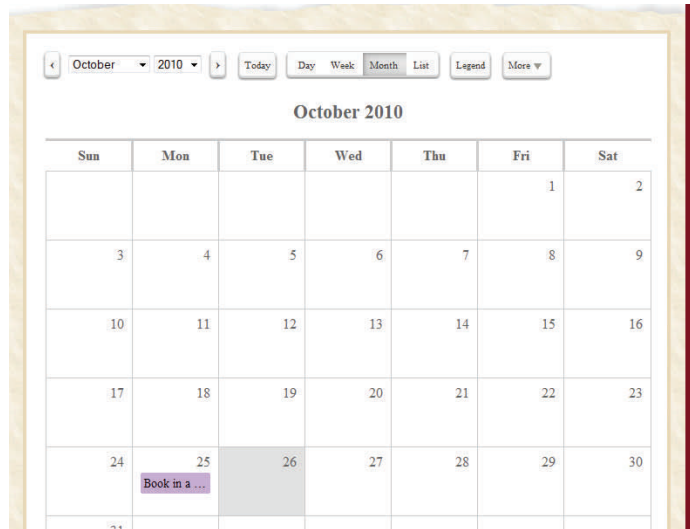 ‹ October 2010 › Today Day Week Month List Legend More ▼
October 2010
Sun Mon Tue Wed Thu Fri Sat
1 2
3 4 5 6 7 8 9
10 11 12 13 14 15 16
17 18 19 20 21 22 23
24 25 26 27 28 29 30
Book in a ...
31